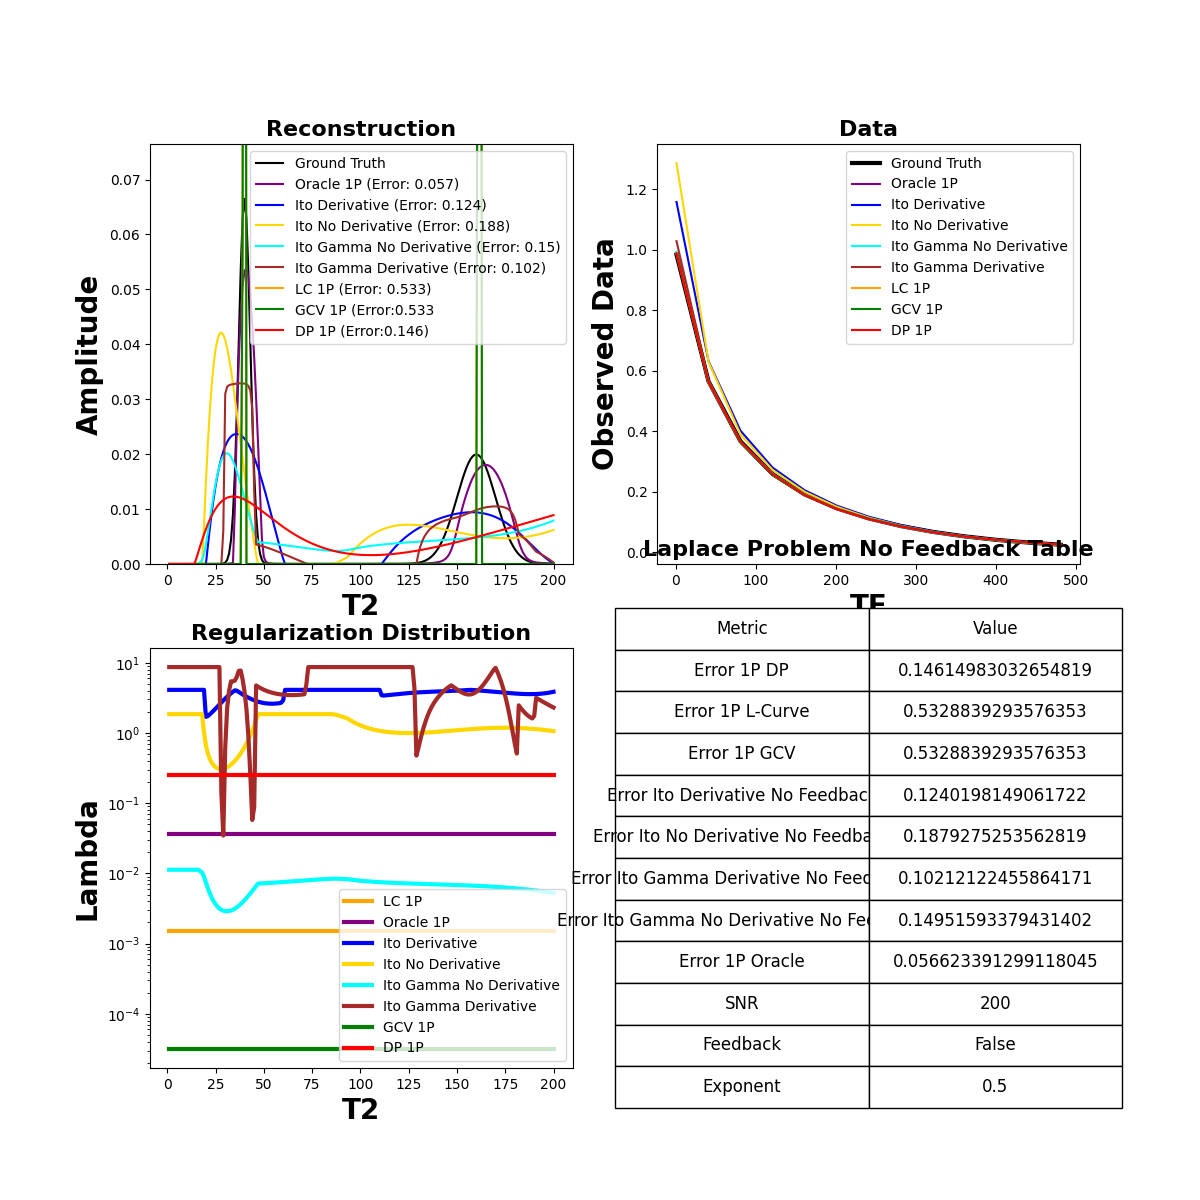 Reconstruction
Amplitude
0.00
0.01
0.02
0.03
0.04
0.05
0.06
0.07
0
25
50
75
100
125
150
175
200
T2
Ground Truth
Oracle 1P (Error: 0.057)
Ito Derivative (Error: 0.124)
Ito No Derivative (Error: 0.188)
Ito Gamma No Derivative (Error: 0.15)
Ito Gamma Derivative (Error: 0.102)
LC 1P (Error: 0.533)
GCV 1P (Error:0.533
DP 1P (Error:0.146)
Data
Observed Data
0.2
0.4
0.6
0.8
1.0
1.2
0
100
200
300
400
500
Ground Truth
Oracle 1P
Ito Derivative
Ito No Derivative
Ito Gamma No Derivative
Ito Gamma Derivative
LC 1P
GCV 1P
DP 1P
Regularization Distribution
Lambda
10^1
10^0
10^-1
10^-2
10^-3
10^-4
0
25
50
75
100
125
150
175
200
T2
LC 1P
Oracle 1P
Ito Derivative
Ito No Derivative
Ito Gamma No Derivative
Ito Gamma Derivative
GCV 1P
DP 1P
Laplace Problem No Feedback Table
Metric Value
Error 1P DP 0.14614983032654819
Error 1P L-Curve 0.5328839293576353
Error 1P GCV 0.5328839293576353
Error Ito Derivative No Feedbac 0.1240198149061722
Error Ito No Derivative No Feedba 0.1879275253562819
Error Ito Gamma Derivative No Feed 0.10212122455864171
Error Ito Gamma No Derivative No Fee 0.14951593379431402
Error 1P Oracle 0.056623391299118045
SNR 200
Feedback False
Exponent 0.5